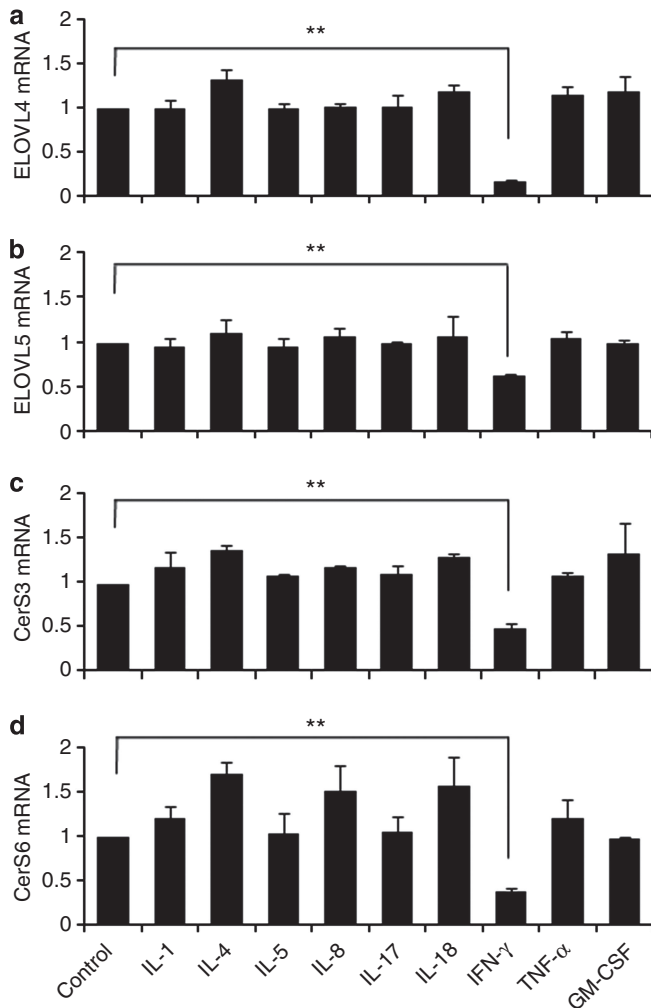 a
ELOVL4 mRNA
2
1.5
1
0.5
0
**
b
ELOVL5 mRNA
2
1.5
1
0.5
0
**
c
CerS3 mRNA
2
1.5
1
0.5
0
**
d
CerS6 mRNA
2
1.5
1
0.5
0
**
Control
IL-1
IL-4
IL-5
IL-8
IL-17
IL-18
IFN-γ
TNF-α
GM-CSF